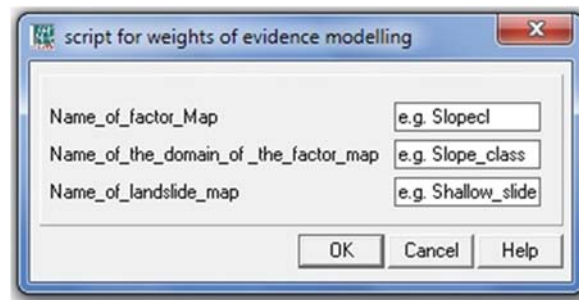 script for weights of evidence modelling
Name_of_factor_Map e.g. Slopecl
Name_of_the_domain_of _the_factor_map e.g. Slope_class
Name_of_landslide_map e.g. Shallow_slide
OK Cancel Help